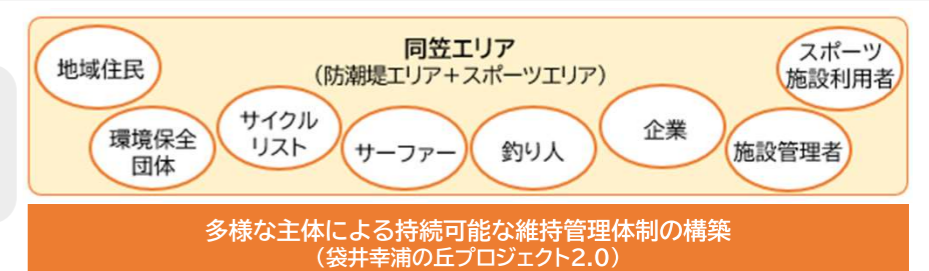 同笠エリア
（防潮堤エリア＋スポーツエリア）
地域住民
環境保全
団体
サイクル
リスト
サーファー
釣り人
企業
施設管理者
スポーツ
施設利用者
多様な主体による持続可能な維持管理体制の構築
（袋井幸浦の丘プロジェクト2.0）